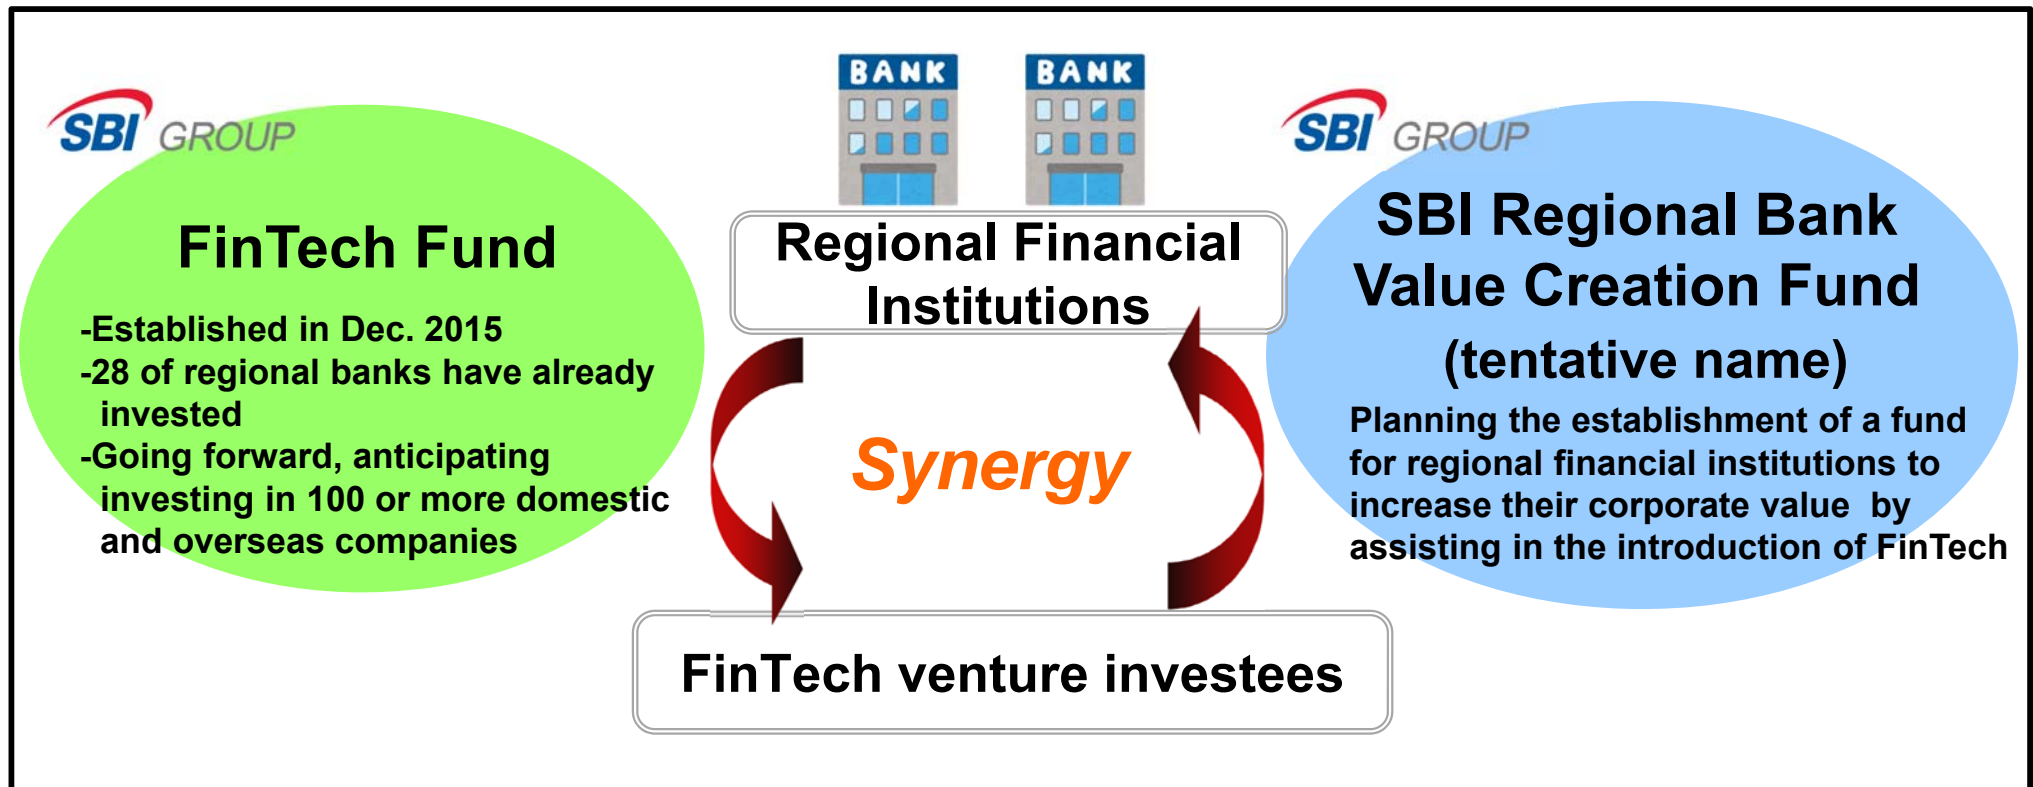 SBI GROUP
FinTech Fund
-Established in Dec. 2015
-28 of regional banks have already
invested
-Going forward, anticipating
investing in 100 or more domestic
and overseas companies
BANK
BANK
Regional Financial
Institutions
Synergy
FinTech venture investees
SBI GROUP
SBI Regional Bank
Value Creation Fund
(tentative name)
Planning the establishment of a fund
for regional financial institutions to
increase their corporate value by
assisting in the introduction of FinTech